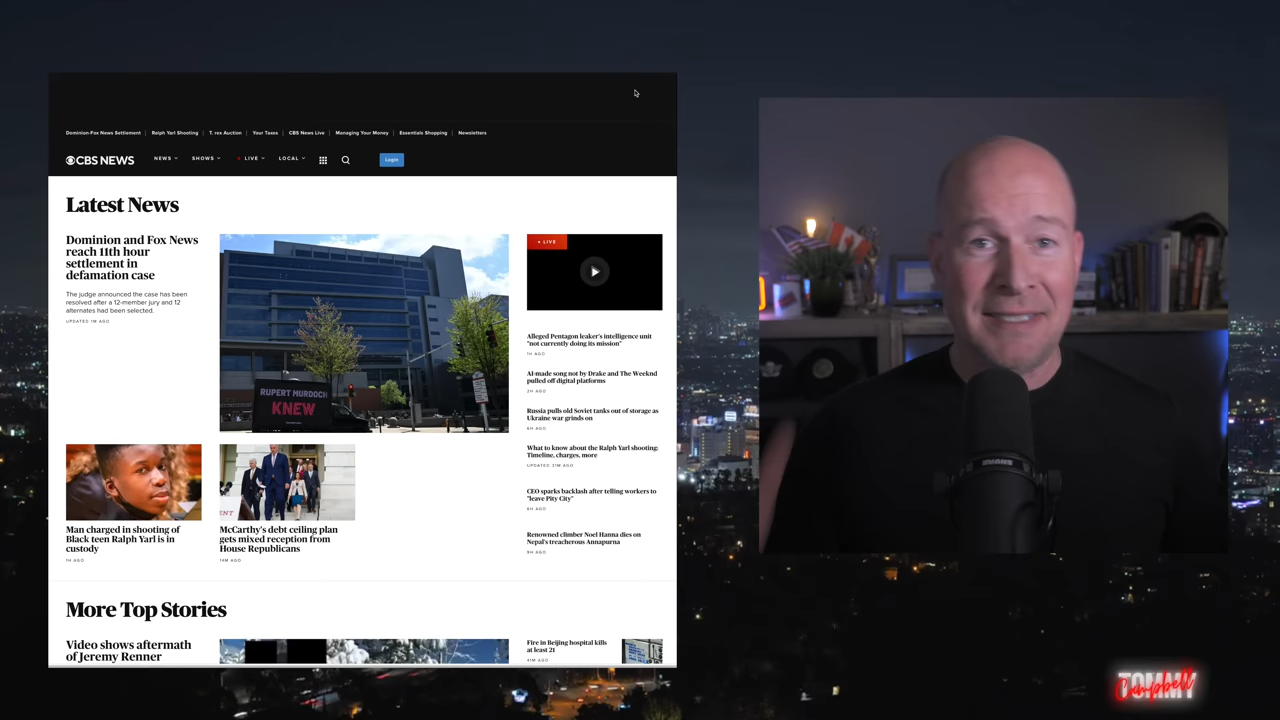 Dominion-Fox News Settlement | Ralph Yarl Shooting | T. rex Auction | Your Taxes | CBS News Live | Managing Your Money | Essentials Shopping | Newsletters
CBS NEWS NEWS SHOWS LIVE LOCAL Login
Latest News
Dominion and Fox News
reach 11th hour
settlement in
defamation case
The judge announced the case has been
resolved after a 12-member jury and 12
alternates had been selected.
UPDATED 1M AGO
RUPERT MURDOCH
KNEW
LIVE
Alleged Pentagon leaker's intelligence unit
"not currently doing its mission"
1H AGO
AI-made song not by Drake and The Weeknd
pulled off digital platforms
2H AGO
Russia pulls old Soviet tanks out of storage as
Ukraine war grinds on
6H AGO
What to know about the Ralph Yarl shooting:
Timeline, charges, more
UPDATED 21M AGO
CEO sparks backlash after telling workers to
"leave Pity City"
6H AGO
Renowned climber Noel Hanna dies on
Nepal's treacherous Annapurna
9H AGO
Man charged in shooting of
Black teen Ralph Yarl is in
custody
1H AGO
ENT
McCarthy's debt ceiling plan
gets mixed reception from
House Republicans
14M AGO
More Top Stories
Video shows aftermath
of Jeremy Renner
Fire in Beijing hospital kills
at least 21
41M AGO
TOMMY
Campbell